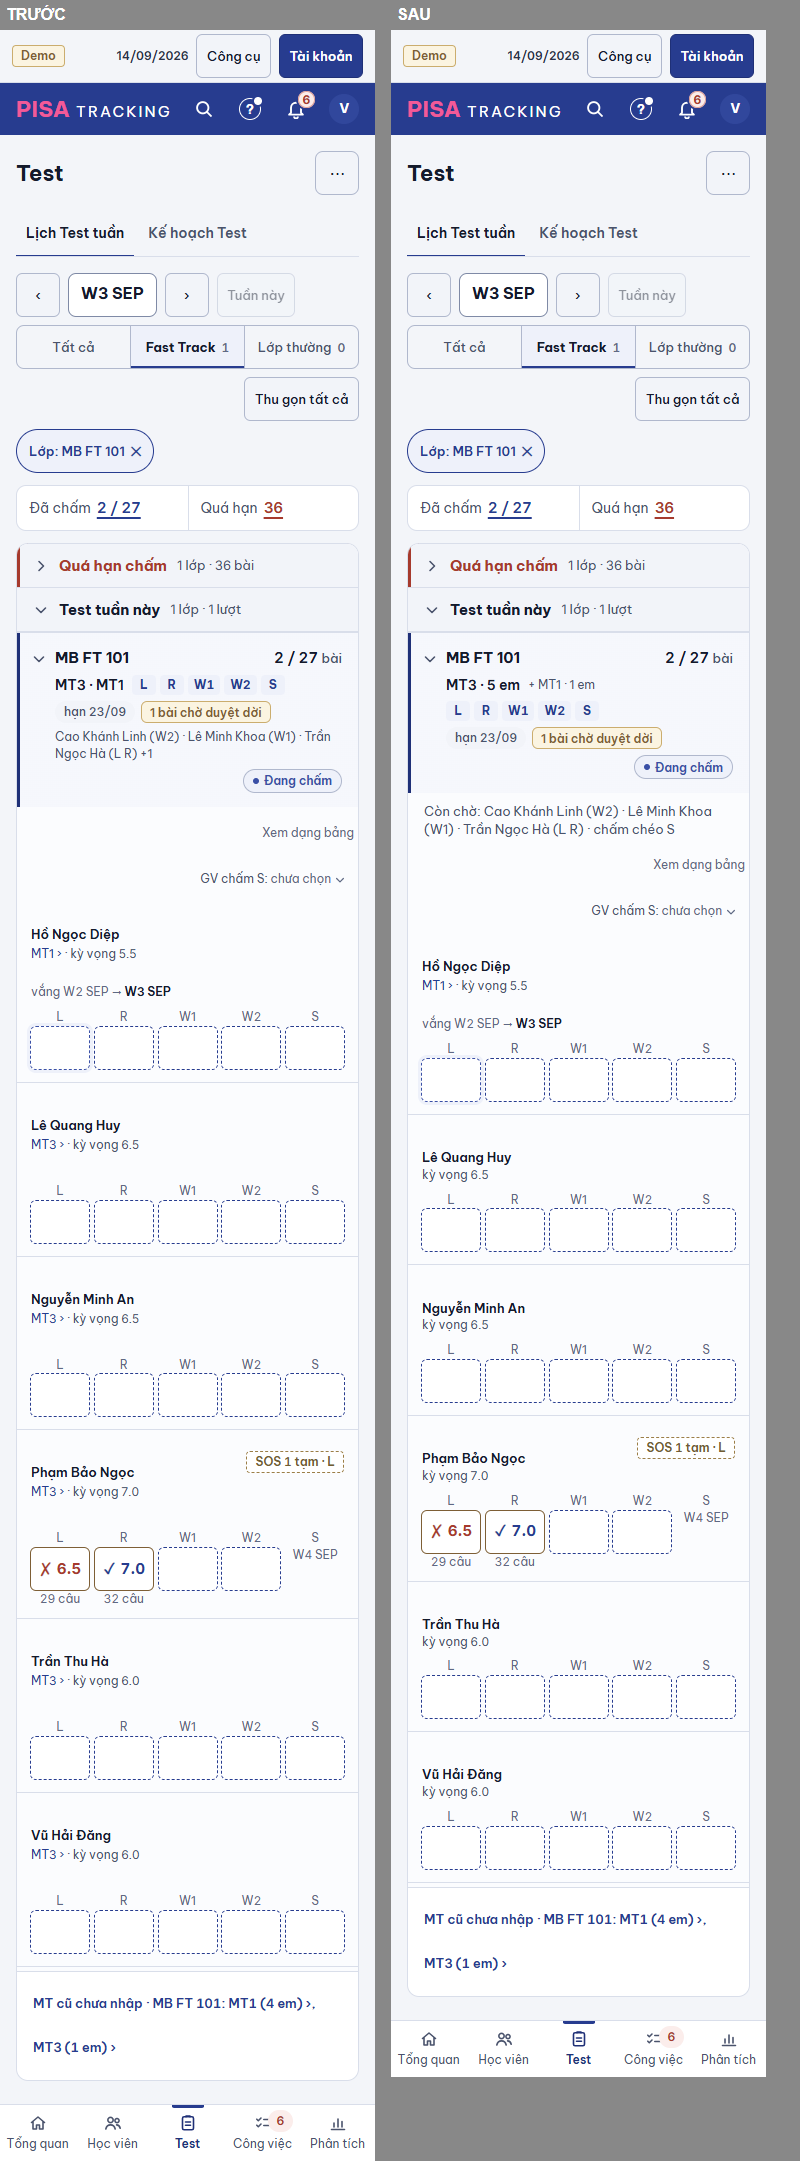 TRƯỚC
Demo 14/09/2026 Công cụ Tài khoản
PISA TRACKING ? 6 V
Test ...
Lịch Test tuần Kế hoạch Test
‹ W3 SEP › Tuần này
Tất cả Fast Track 1 Lớp thường 0
Thu gọn tất cả
Lớp: MB FT 101 ×
Đã chấm 2 / 27 Quá hạn 36
Quá hạn chấm 1 lớp · 36 bài
Test tuần này 1 lớp · 1 lượt
MB FT 101 2 / 27 bài
MT3 · MT1 L R W1 W2 S
hạn 23/09 1 bài chờ duyệt dời
Cao Khánh Linh (W2) · Lê Minh Khoa (W1) · Trần
Ngọc Hà (L R) +1
Đang chấm
Xem dạng bảng
GV chấm S: chưa chọn
Hồ Ngọc Diệp
MT1 › · kỳ vọng 5.5
vắng W2 SEP → W3 SEP
L R W1 W2 S
Lê Quang Huy
MT3 › · kỳ vọng 6.5
L R W1 W2 S
Nguyễn Minh An
MT3 › · kỳ vọng 6.5
L R W1 W2 S
Phạm Bảo Ngọc SOS 1 tạm · L
MT3 › · kỳ vọng 7.0
L R W1 W2 S
✗ 6.5 ✓ 7.0 W4 SEP
29 câu 32 câu
Trần Thu Hà
MT3 › · kỳ vọng 6.0
L R W1 W2 S
Vũ Hải Đăng
MT3 › · kỳ vọng 6.0
L R W1 W2 S
MT cũ chưa nhập · MB FT 101: MT1 (4 em) ›,
MT3 (1 em) ›
Tổng quan Học viên Test Công việc 6 Phân tích
SAU
Demo 14/09/2026 Công cụ Tài khoản
PISA TRACKING ? 6 V
Test ...
Lịch Test tuần Kế hoạch Test
‹ W3 SEP › Tuần này
Tất cả Fast Track 1 Lớp thường 0
Thu gọn tất cả
Lớp: MB FT 101 ×
Đã chấm 2 / 27 Quá hạn 36
Quá hạn chấm 1 lớp · 36 bài
Test tuần này 1 lớp · 1 lượt
MB FT 101 2 / 27 bài
MT3 · 5 em + MT1 · 1 em
L R W1 W2 S
hạn 23/09 1 bài chờ duyệt dời
Đang chấm
Còn chờ: Cao Khánh Linh (W2) · Lê Minh Khoa
(W1) · Trần Ngọc Hà (L R) · chấm chéo S
Xem dạng bảng
GV chấm S: chưa chọn
Hồ Ngọc Diệp
MT1 › · kỳ vọng 5.5
vắng W2 SEP → W3 SEP
L R W1 W2 S
Lê Quang Huy
kỳ vọng 6.5
L R W1 W2 S
Nguyễn Minh An
kỳ vọng 6.5
L R W1 W2 S
Phạm Bảo Ngọc SOS 1 tạm · L
kỳ vọng 7.0
L R W1 W2 S
✗ 6.5 ✓ 7.0 W4 SEP
29 câu 32 câu
Trần Thu Hà
kỳ vọng 6.0
L R W1 W2 S
Vũ Hải Đăng
kỳ vọng 6.0
L R W1 W2 S
MT cũ chưa nhập · MB FT 101: MT1 (4 em) ›,
MT3 (1 em) ›
Tổng quan Học viên Test Công việc 6 Phân tích